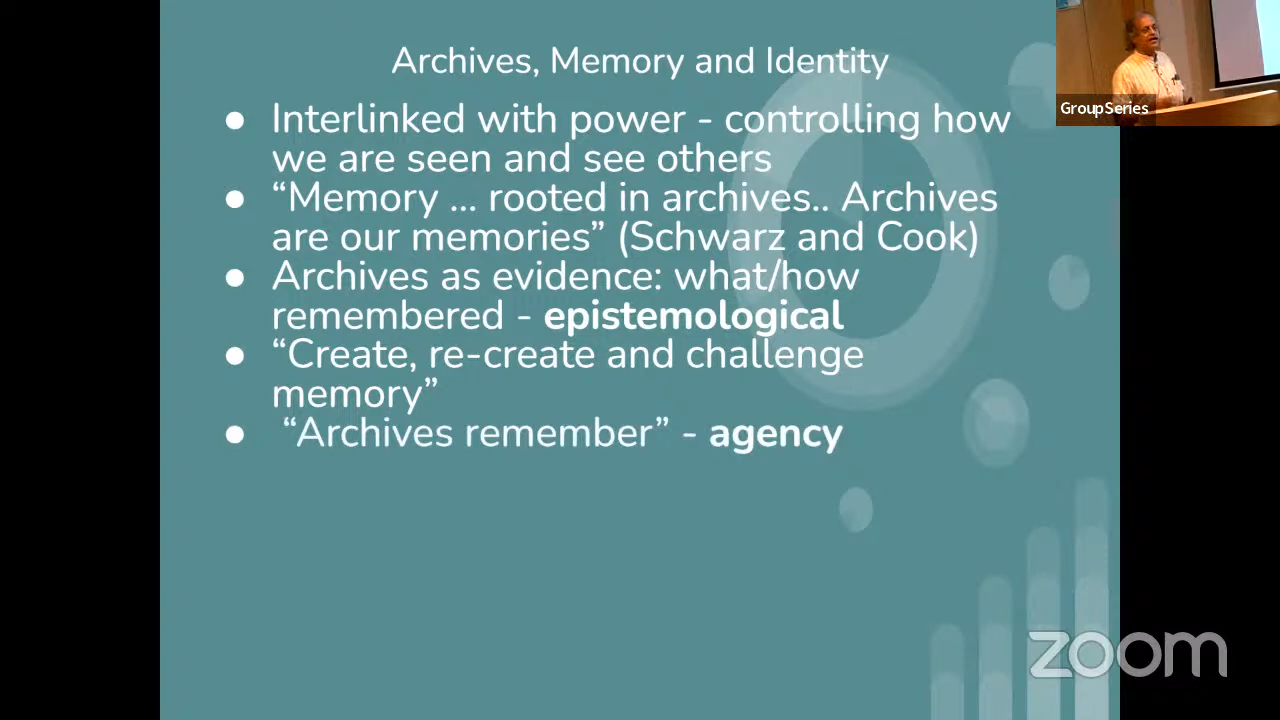 Archives, Memory and Identity
● Interlinked with power - controlling how
we are seen and see others
● “Memory ... rooted in archives.. Archives
are our memories” (Schwarz and Cook)
● Archives as evidence: what/how
remembered - epistemological
● “Create, re-create and challenge
memory”
● “Archives remember” - agency
GroupSeries
zoom